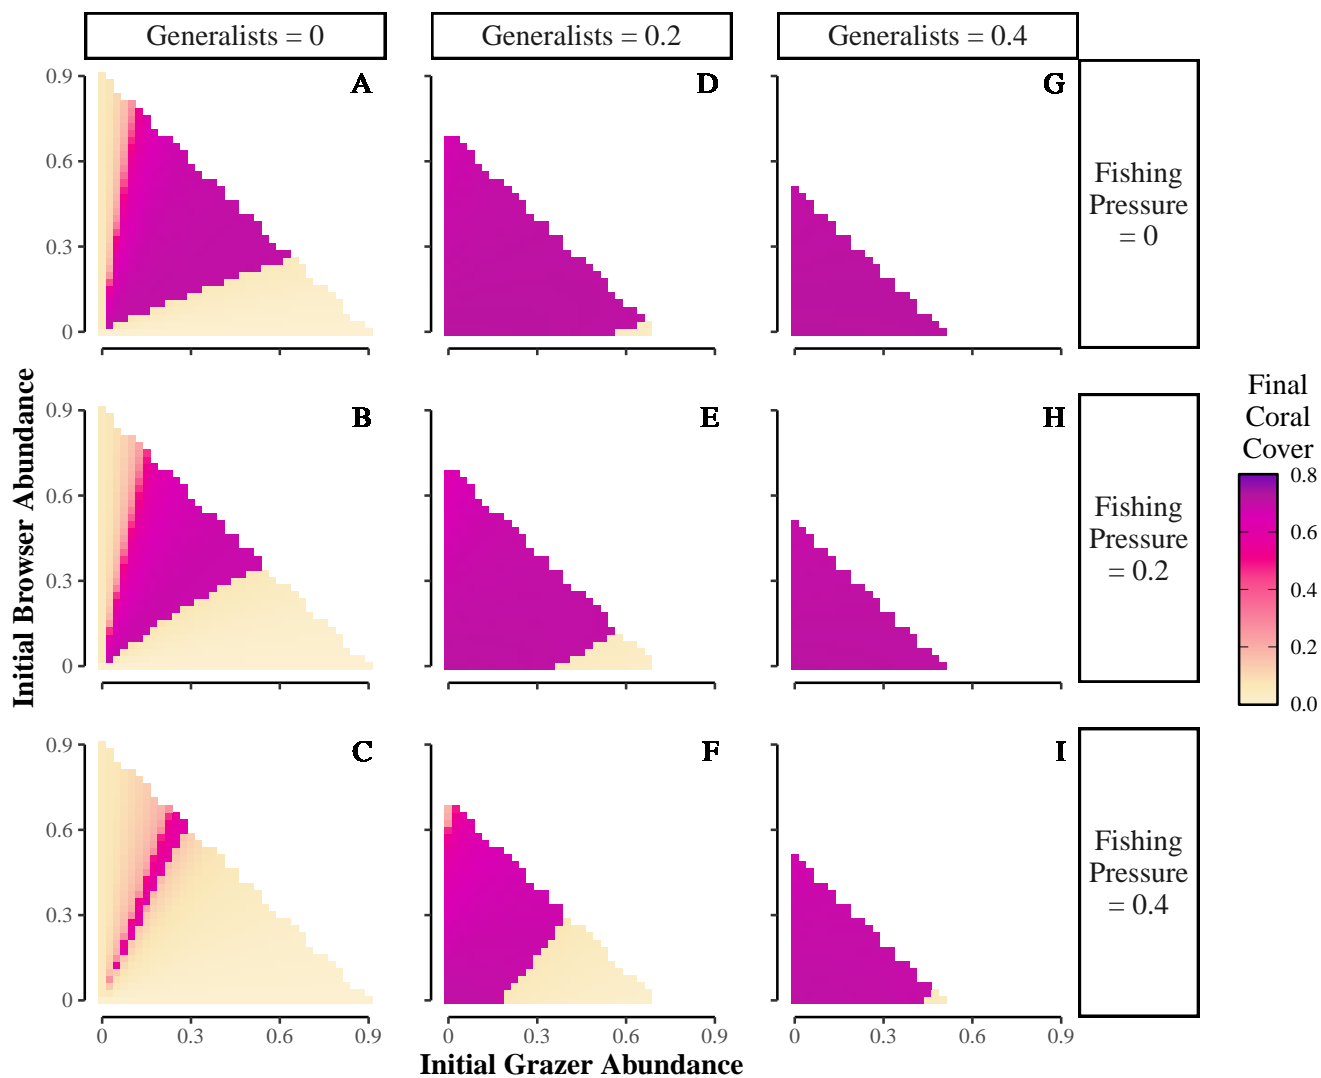 Generalists = 0
Generalists = 0.2
Generalists = 0.4
A
D
G
0.9
0.6
0.3
0
Fishing
Pressure
= 0
B
E
H
0.9
0.6
0.3
0
Fishing
Pressure
= 0.2
C
F
I
0.9
0.6
0.3
0
Fishing
Pressure
= 0.4
0 0.3 0.6 0.9
0.3 0.6 0.9
0 0.3 0.6 0.9
Initial Grazer Abundance
Initial Browser Abundance
Final
Coral
Cover
0.8
0.6
0.4
0.2
0.0